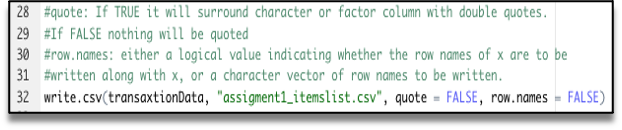 28 #quote: If TRUE it will surround character or factor column with double quotes.
29 #If FALSE nothing will be quoted
30 #row.names: either a logical value indicating whether the row names of x are to be
31 #written along with x, or a character vector of row names to be written.
32 write.csv(transaxtionData, "assigment1_itemslist.csv", quote = FALSE, row.names = FALSE)